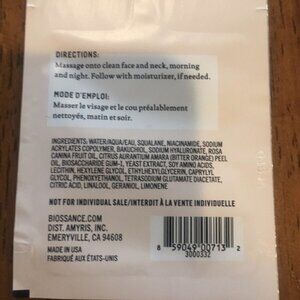 DIRECTIONS:
Massage onto clean face and neck, morning
and night. Follow with moisturizer, if needed.
MODE D'EMPLOI:
Masser le visage et le cou préalablement
nettoyés, matin et soir.
INGREDIENTS: WATER/AQUA/EAU, SQUALANE, NIACINAMIDE, SODIUM
ACRYLATES COPOLYMER, BAKUCHIOL, SODIUM HYALURONATE, ROSA
CANINA FRUIT OIL, CITRUS AURANTIUM AMARA (BITTER ORANGE) PEEL
OIL, BIOSACCHARIDE GUM-1, YEAST EXTRACT, SOY AMINO ACIDS,
LECITHIN, HEXYLENE GLYCOL, ETHYLHEXYLGLYCERIN, CAPRYLYL
GLYCOL, PHENOXYETHANOL, TETRASODIUM GLUTAMATE DIACETATE,
CITRIC ACID, LINALOOL, GERANIOL, LIMONENE
NOT FOR INDIVIDUAL SALE/INTERDIT À LA VENTE INDIVIDUELLE
BIOSSANCE.COM
DIST. AMYRIS, INC.
EMERYVILLE, CA 94608
MADE IN USA
FABRIQUÉ AUX ÉTATS-UNIS
8 59049 00713 2
3000332